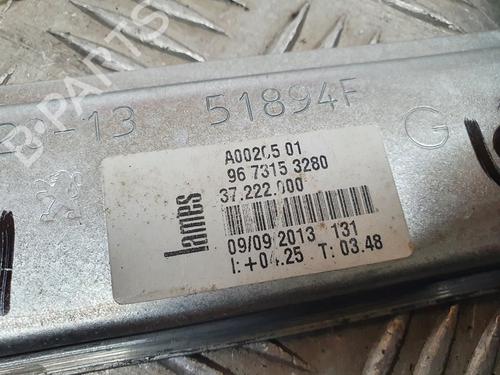 -13 51894F G
A002C5 01
96 7315 3280
37.222.000
lames
09/09 2013 131
I: +04.25 T: 03.48
B-PARTS